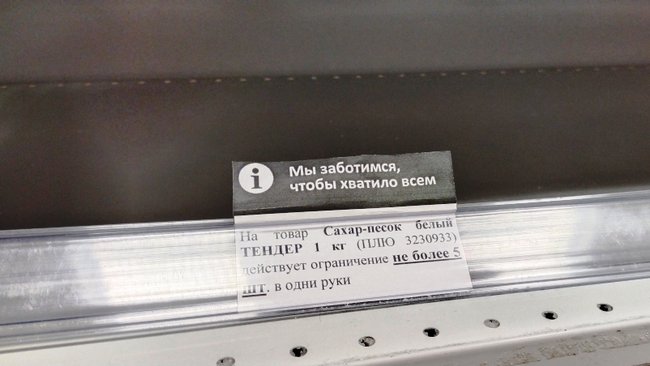 i
Мы заботимся,
чтобы хватило всем
На товар Сахар-песок белый
ТЕНДЕР 1 кг (ПЛЮ 3230933)
действует ограничение не более 5
шт. в одни руки